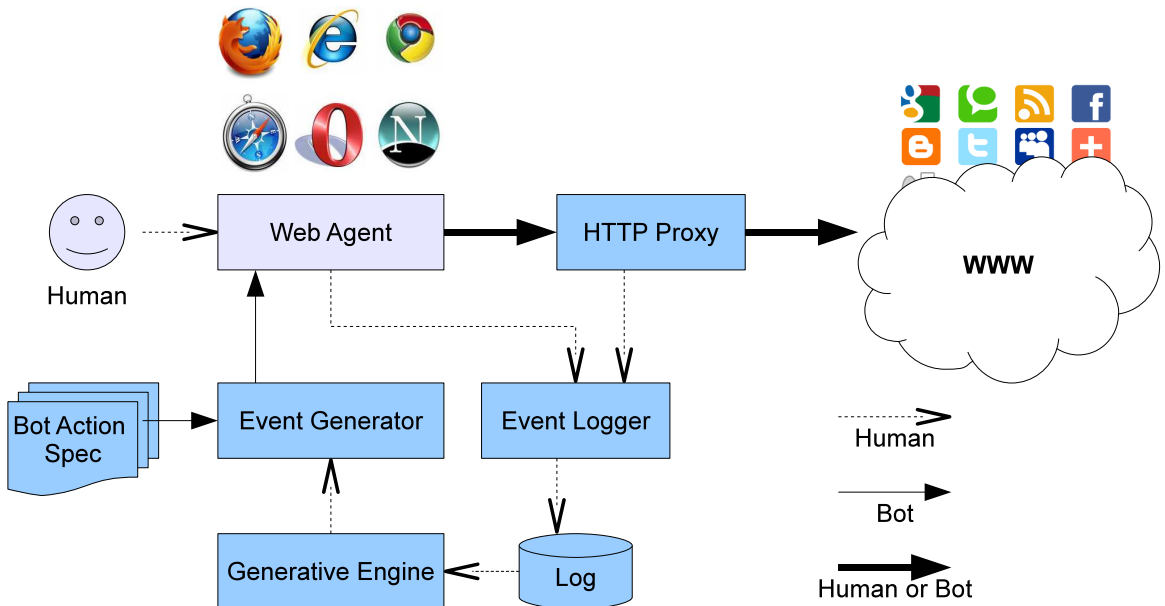 N
f
t
Web Agent
HTTP Proxy
www
Human
Event Generator
Event Logger
Bot Action
Spec
Human
Bot
Generative Engine
Log
Human or Bot